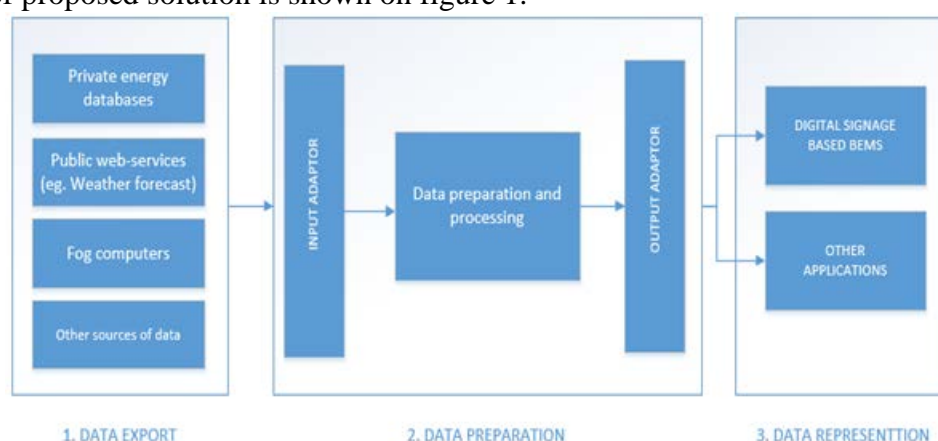 or proposed solution is shown on figure 1.
Private energy
databases
Public web-services
(eg. Weather forecast)
Fog computers
Other sources of data
INPUT ADAPTOR
Data preparation and
processing
OUTPUT ADAPTOR
DIGITAL SIGNAGE
BASED BEMS
OTHER
APPLICATIONS
1. DATA EXPORT
2. DATA PREPARATION
3. DATA REPRESENTTION